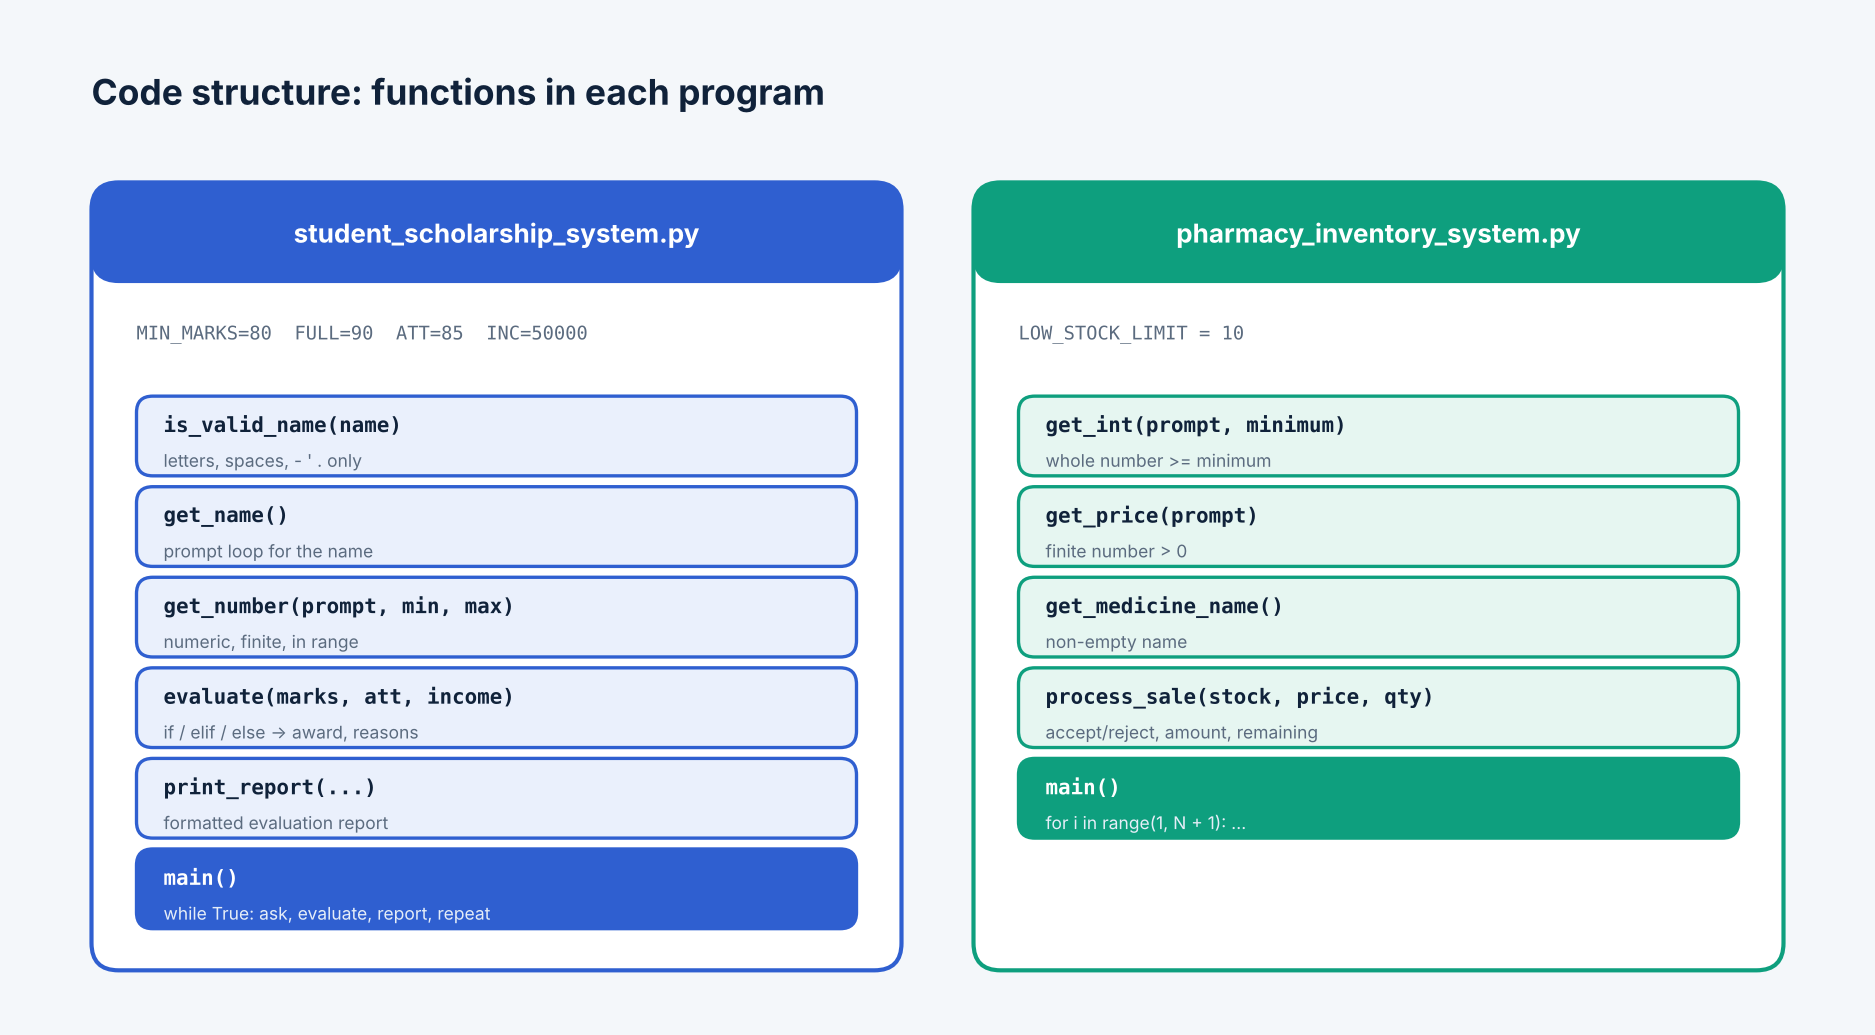 Code structure: functions in each program
student_scholarship_system.py
MIN_MARKS=80  FULL=90  ATT=85  INC=50000
is_valid_name(name)
letters, spaces, - ' . only
get_name()
prompt loop for the name
get_number(prompt, min, max)
numeric, finite, in range
evaluate(marks, att, income)
if / elif / else → award, reasons
print_report(...)
formatted evaluation report
main()
while True: ask, evaluate, report, repeat
pharmacy_inventory_system.py
LOW_STOCK_LIMIT = 10
get_int(prompt, minimum)
whole number >= minimum
get_price(prompt)
finite number > 0
get_medicine_name()
non-empty name
process_sale(stock, price, qty)
accept/reject, amount, remaining
main()
for i in range(1, N + 1): ...